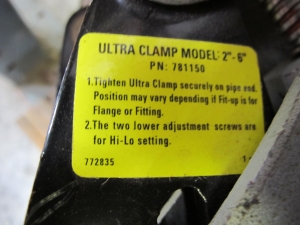 ULTRA CLAMP MODEL 2"- 6"
PN: 781150
1.Tighten Ultra Clamp securely on pipe end.
Position may vary depending if Fit-up is for
Flange or Fitting.
2.The two lower adjustment screws are
for Hi-Lo setting.
772835